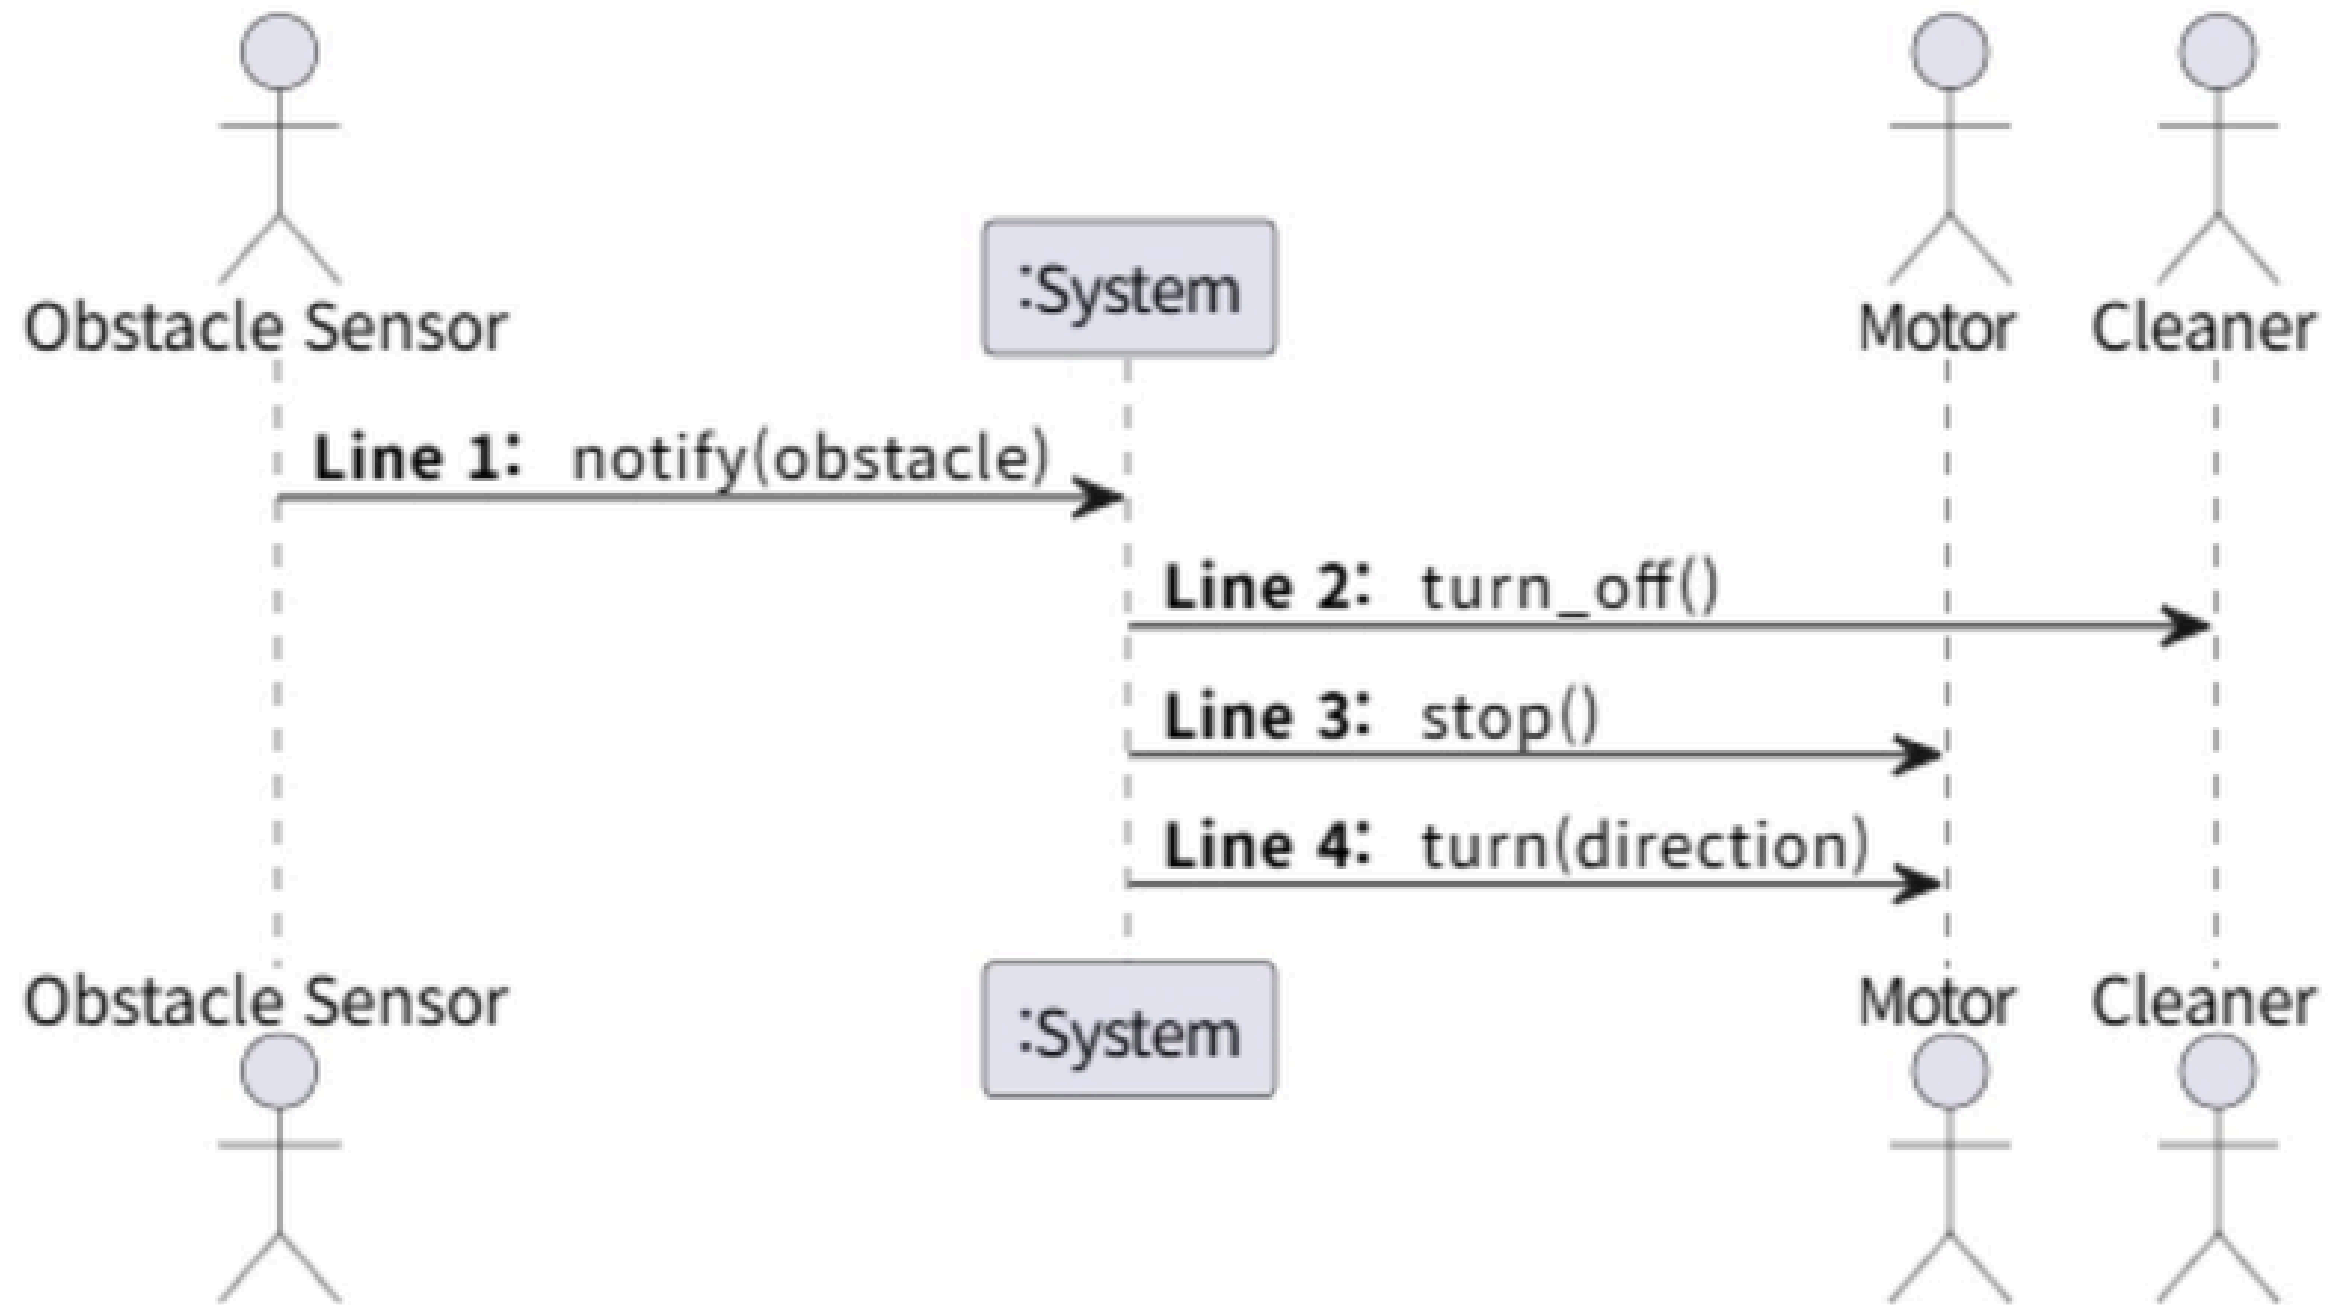 :System
Obstacle Sensor
Motor
Cleaner
Line 1: notify(obstacle)
Line 2: turn_off()
Line 3: stop()
Line 4: turn(direction)
Obstacle Sensor
:System
Motor
Cleaner